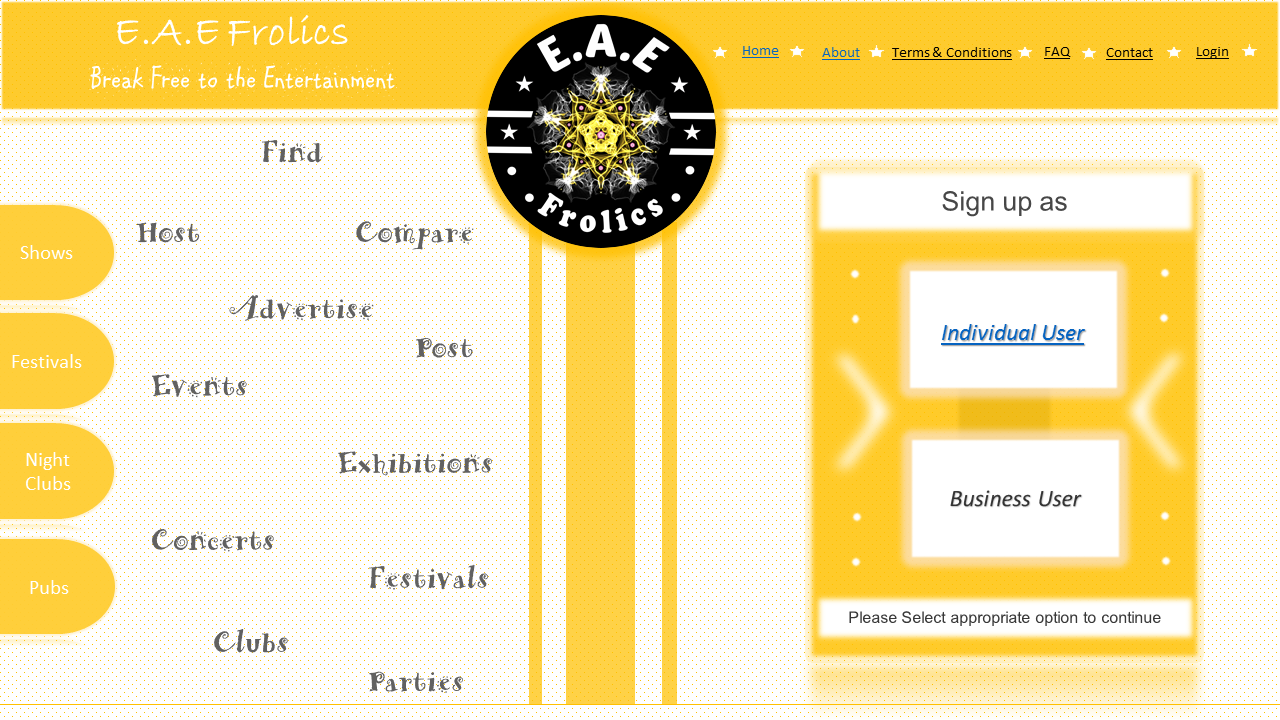 E.A.E Frolics
Break Free to the Entertainment
E.A.E
Frolics
Home
About
Terms & Conditions
FAQ
Contact
Login
Find
Host
Compare
Advertise
Post
Events
Exhibitions
Concerts
Festivals
Clubs
Parties
Shows
Festivals
Night
Clubs
Pubs
Sign up as
Individual User
Business User
Please Select appropriate option to continue